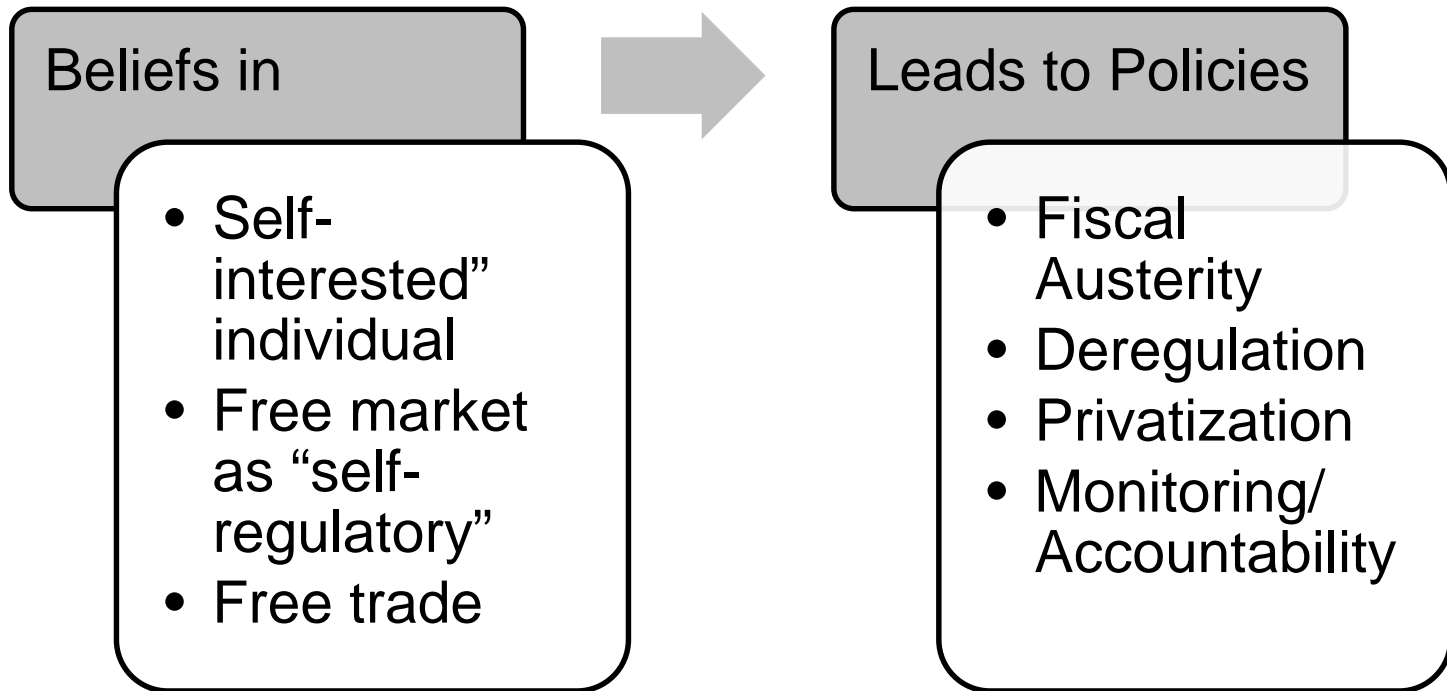 Beliefs in
• Self-
interested”
individual
• Free market
as “self-
regulatory”
• Free trade
Leads to Policies
• Fiscal
Austerity
• Deregulation
• Privatization
• Monitoring/
Accountability